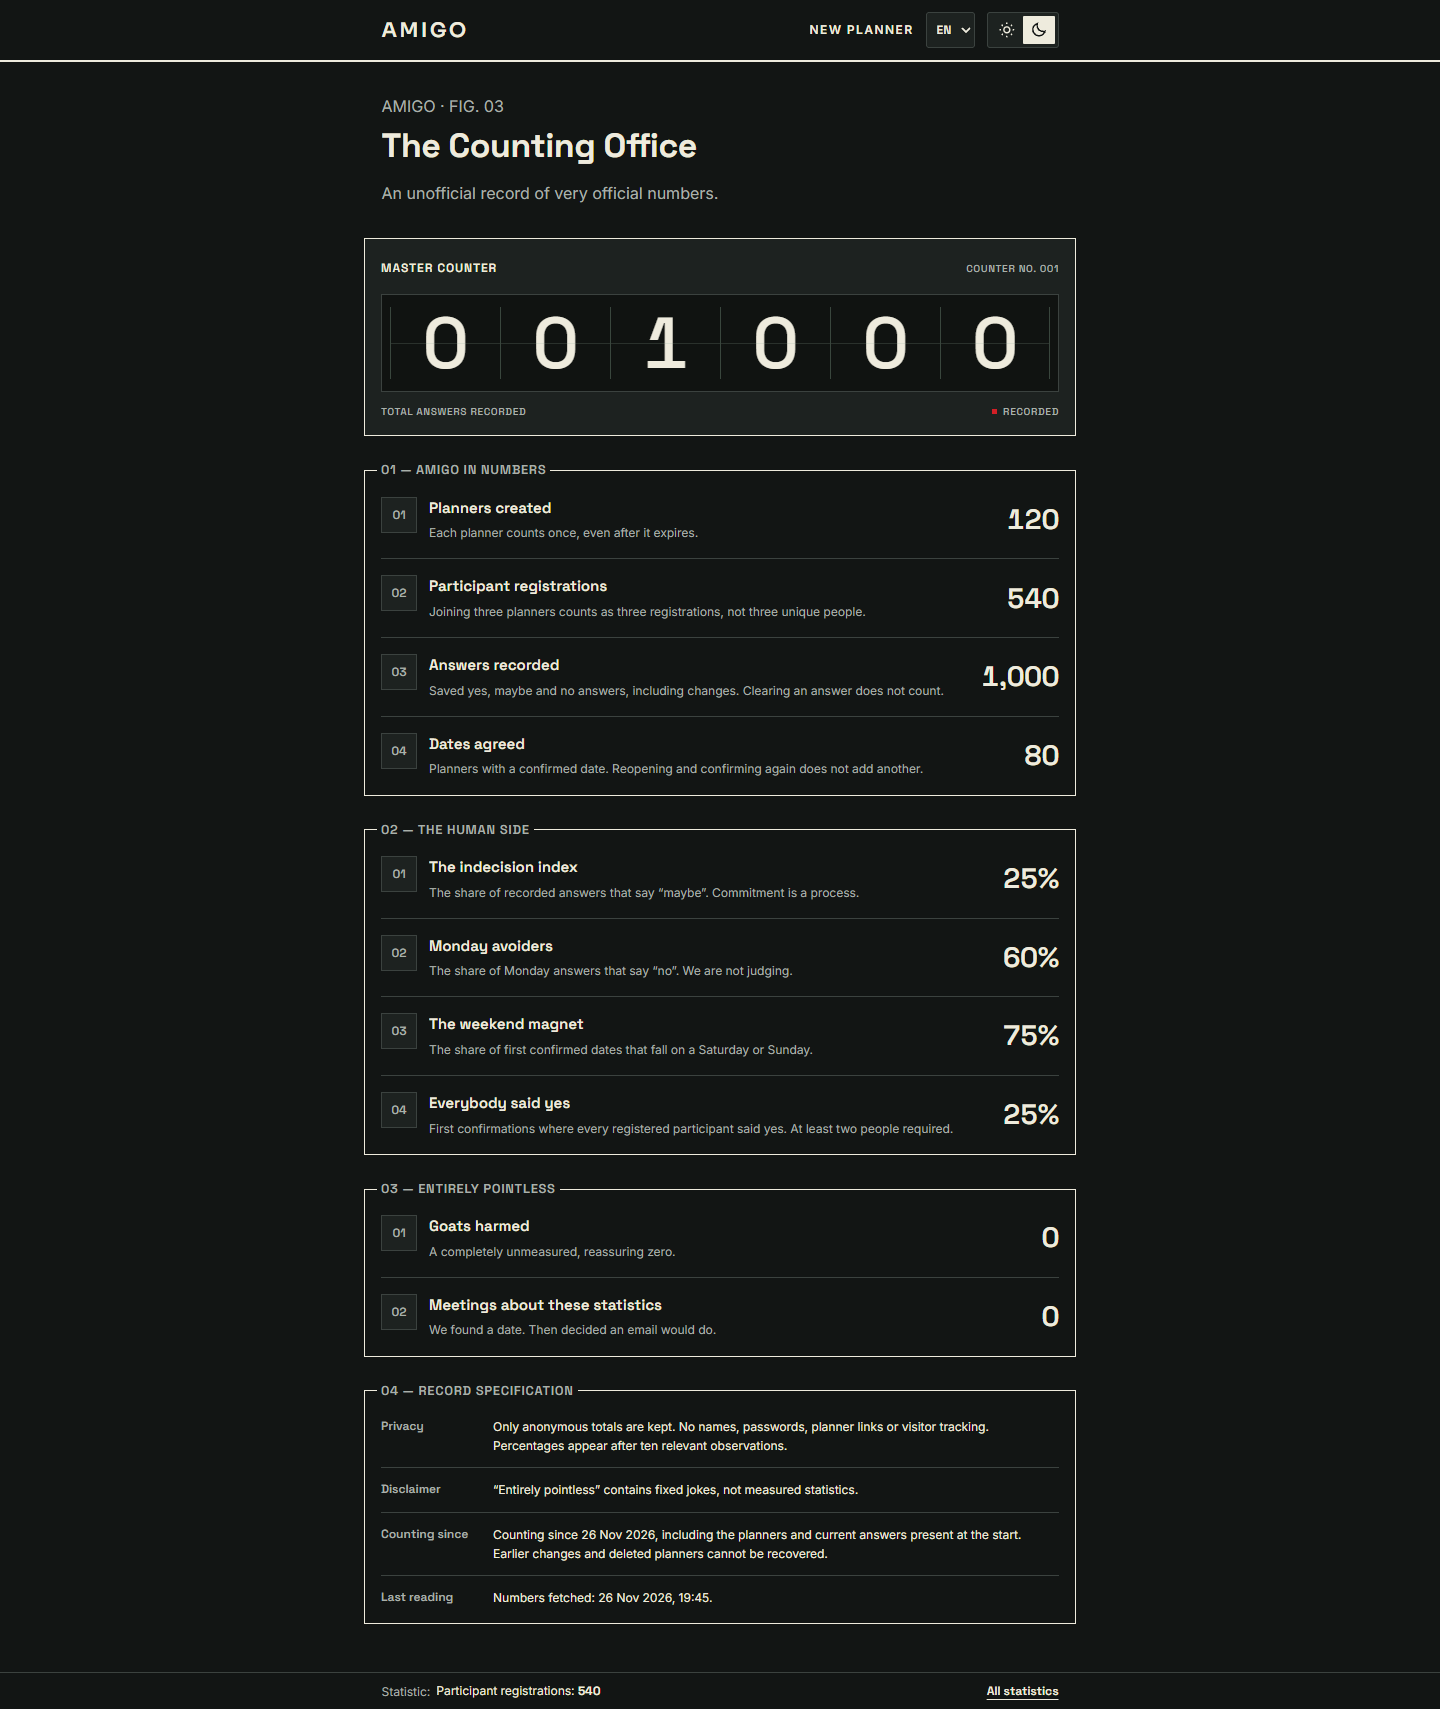 AMIGO
NEW PLANNER
EN
AMIGO · FIG. 03
The Counting Office
An unofficial record of very official numbers.
MASTER COUNTER
COUNTER NO. 001
0 0 1 0 0 0
TOTAL ANSWERS RECORDED
RECORDED
01 — AMIGO IN NUMBERS
01
Planners created
Each planner counts once, even after it expires.
120
02
Participant registrations
Joining three planners counts as three registrations, not three unique people.
540
03
Answers recorded
Saved yes, maybe and no answers, including changes. Clearing an answer does not count.
1,000
04
Dates agreed
Planners with a confirmed date. Reopening and confirming again does not add another.
80
02 — THE HUMAN SIDE
01
The indecision index
The share of recorded answers that say “maybe”. Commitment is a process.
25%
02
Monday avoiders
The share of Monday answers that say “no”. We are not judging.
60%
03
The weekend magnet
The share of first confirmed dates that fall on a Saturday or Sunday.
75%
04
Everybody said yes
First confirmations where every registered participant said yes. At least two people required.
25%
03 — ENTIRELY POINTLESS
01
Goats harmed
A completely unmeasured, reassuring zero.
0
02
Meetings about these statistics
We found a date. Then decided an email would do.
0
04 — RECORD SPECIFICATION
Privacy
Only anonymous totals are kept. No names, passwords, planner links or visitor tracking.
Percentages appear after ten relevant observations.
Disclaimer
“Entirely pointless” contains fixed jokes, not measured statistics.
Counting since
Counting since 26 Nov 2026, including the planners and current answers present at the start.
Earlier changes and deleted planners cannot be recovered.
Last reading
Numbers fetched: 26 Nov 2026, 19:45.
Statistic: Participant registrations: 540
All statistics